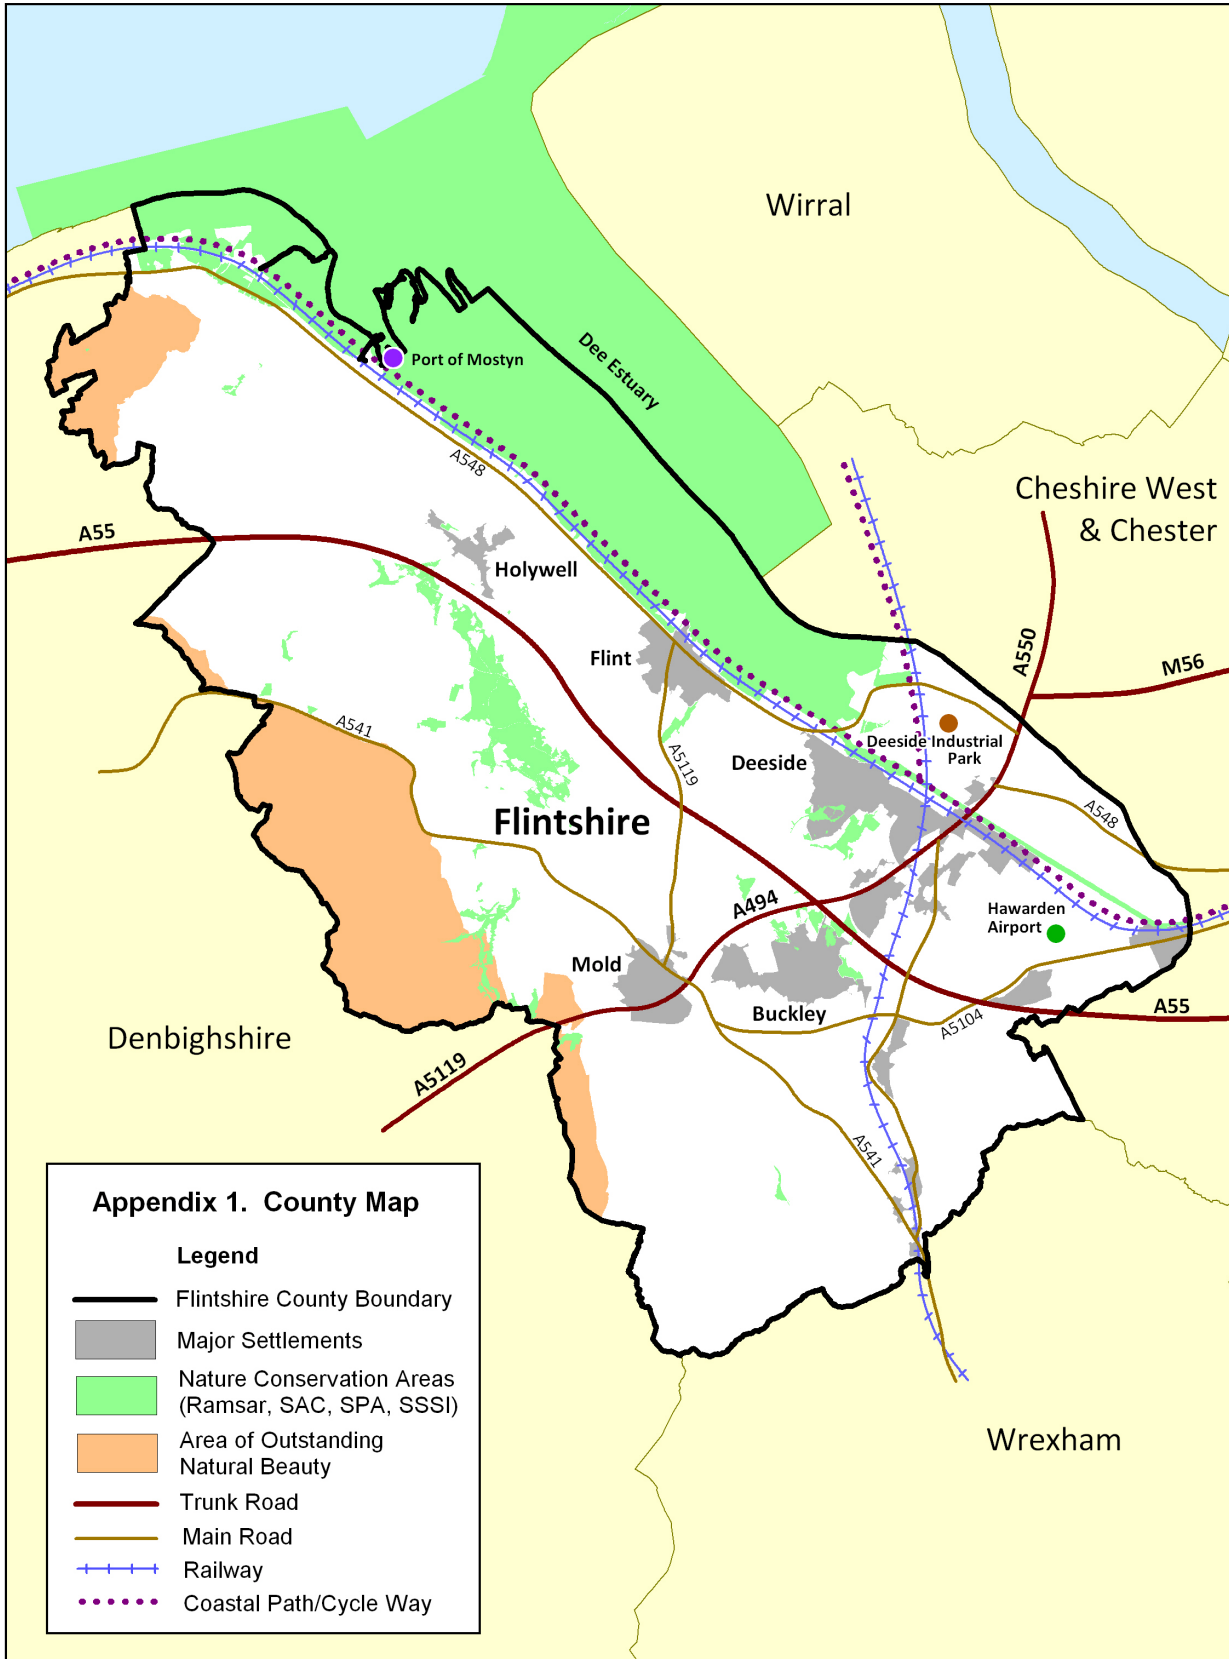 Wirral
Port of Mostyn
Dee Estuary
A548
Cheshire West
& Chester
A55
Holywell
A550
Flint
M56
A541
Deeside Industrial
Park
A5119
Deeside
Flintshire
A548
A494
Hawarden
Airport
Mold
Buckley
A55
A5104
Denbighshire
A5119
A541
Appendix 1. County Map
Legend
Flintshire County Boundary
Major Settlements
Nature Conservation Areas
(Ramsar, SAC, SPA, SSSI)
Area of Outstanding
Natural Beauty
Trunk Road
Main Road
Railway
Coastal Path/Cycle Way
Wrexham